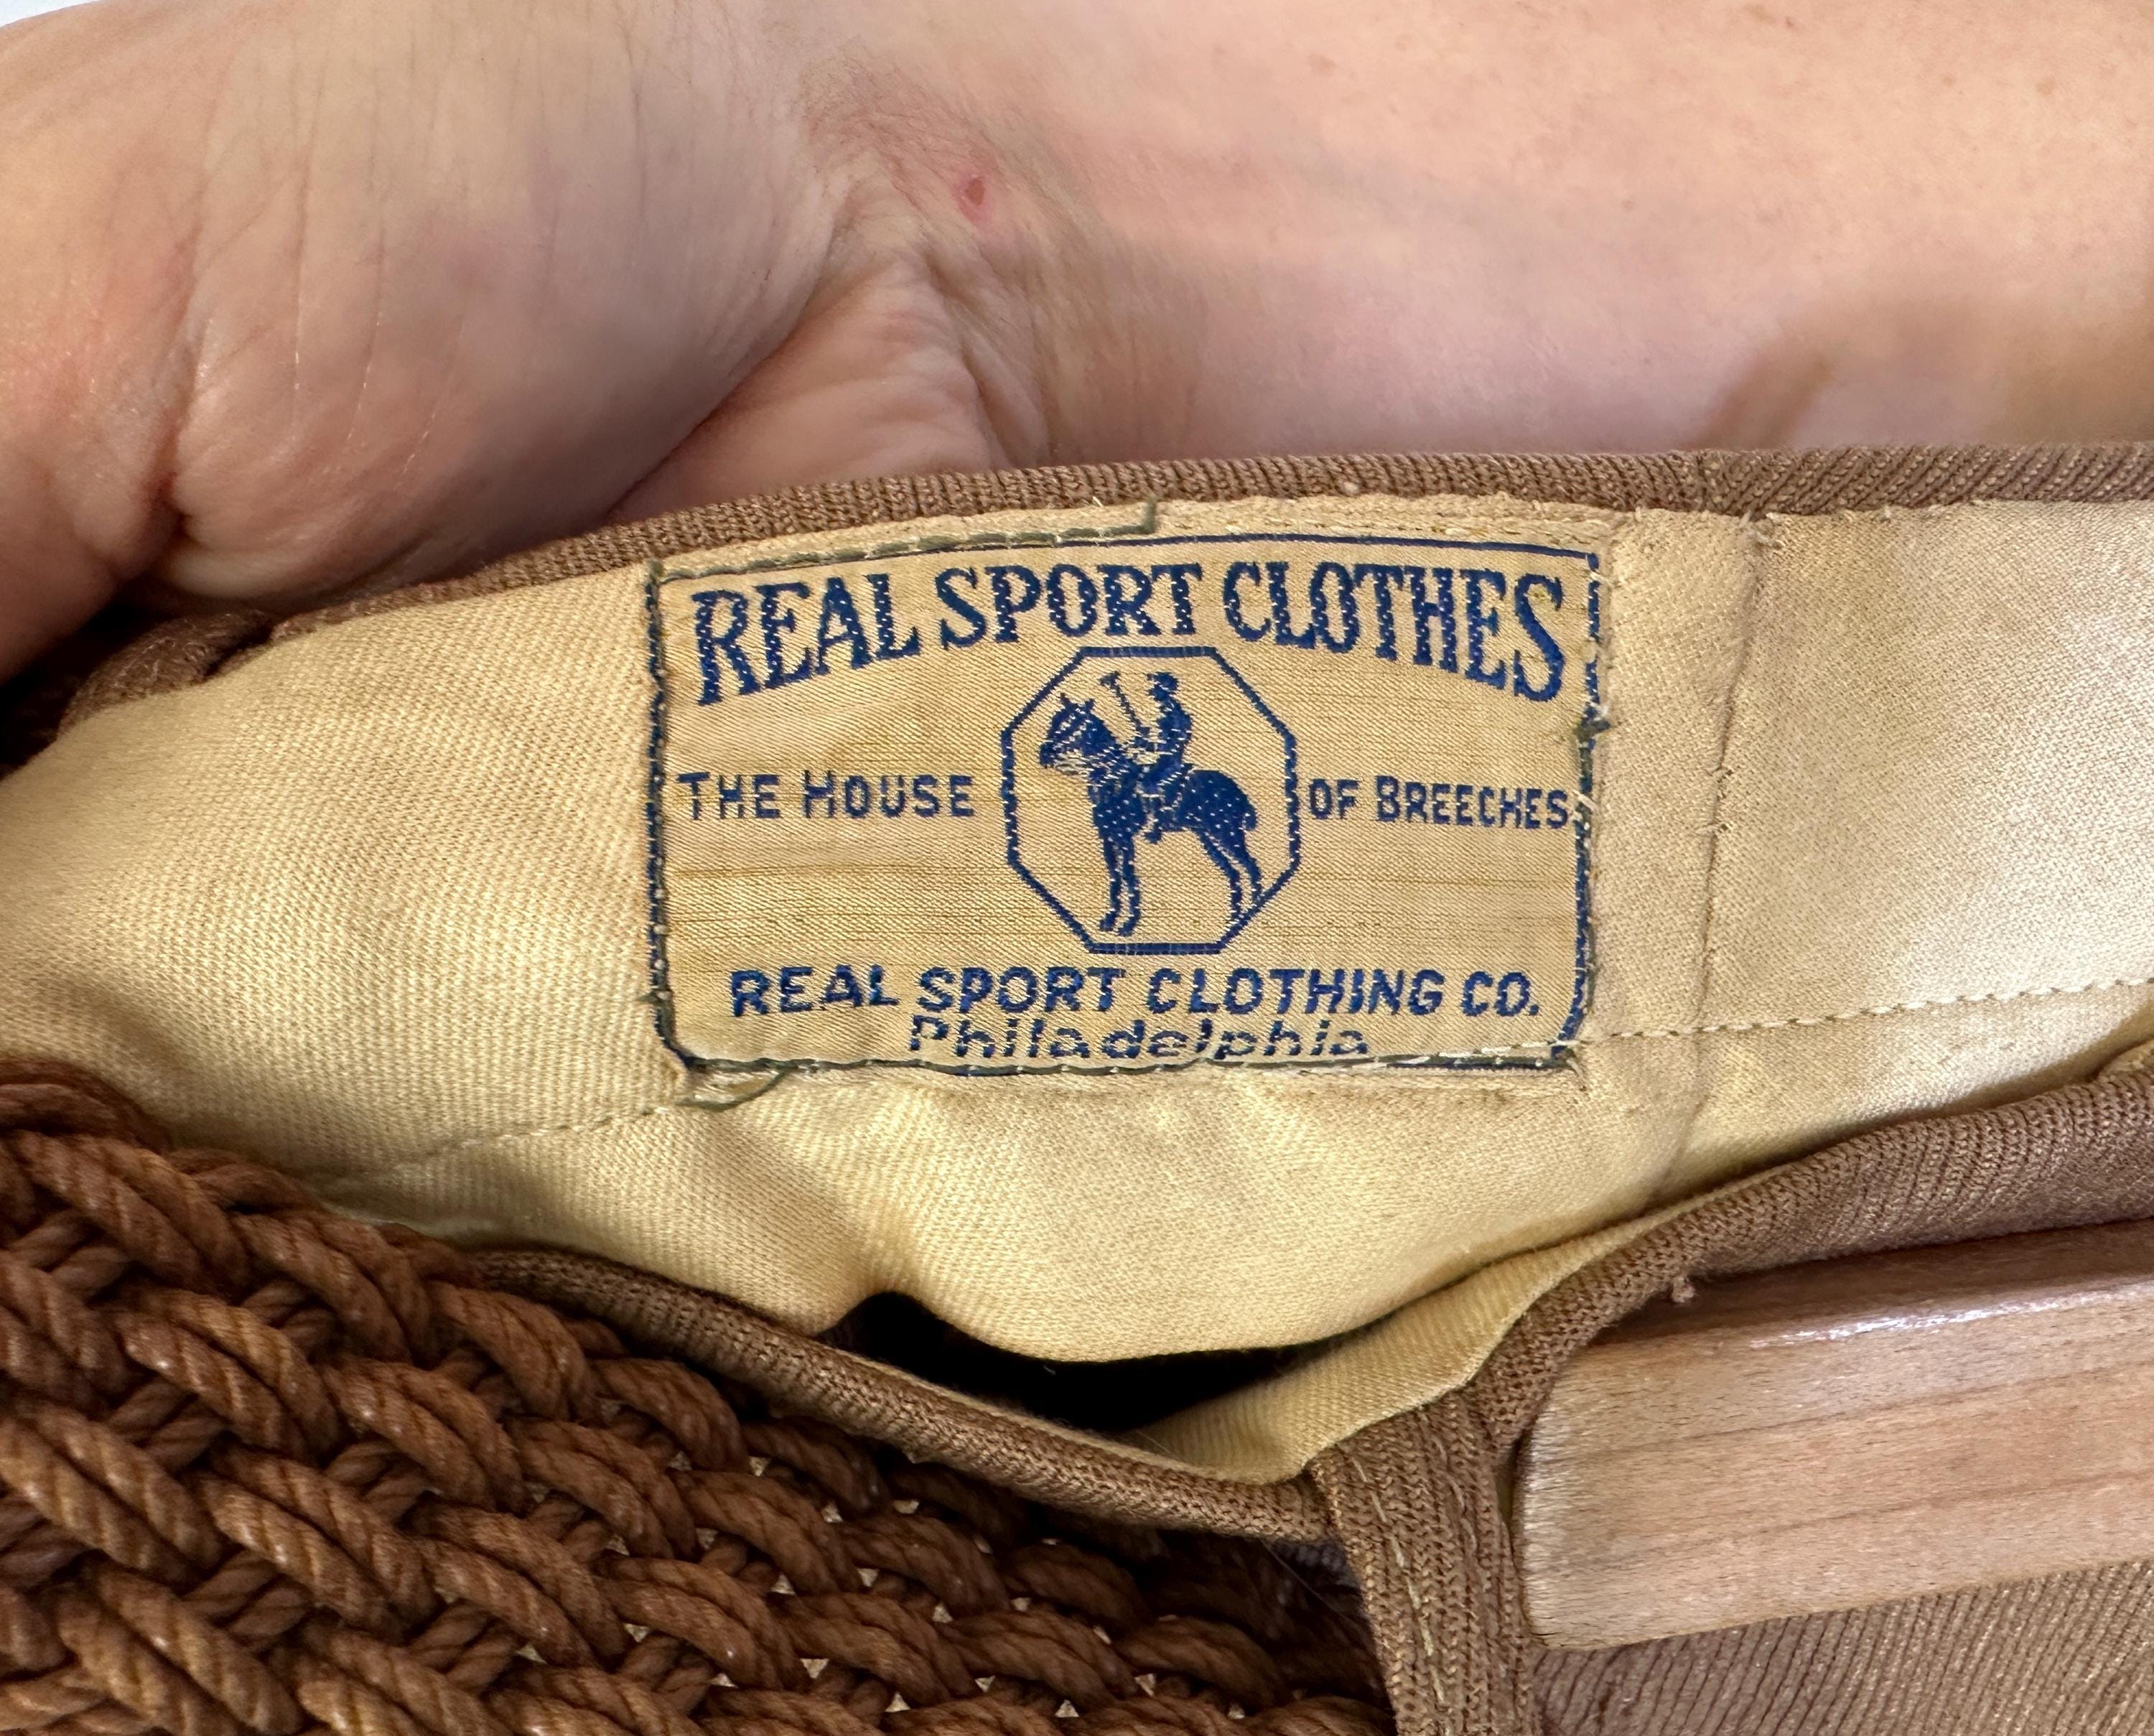 REAL SPORT CLOTHES
THE HOUSE OF BREECHES
REAL SPORT CLOTHING CO.
Philadelphia